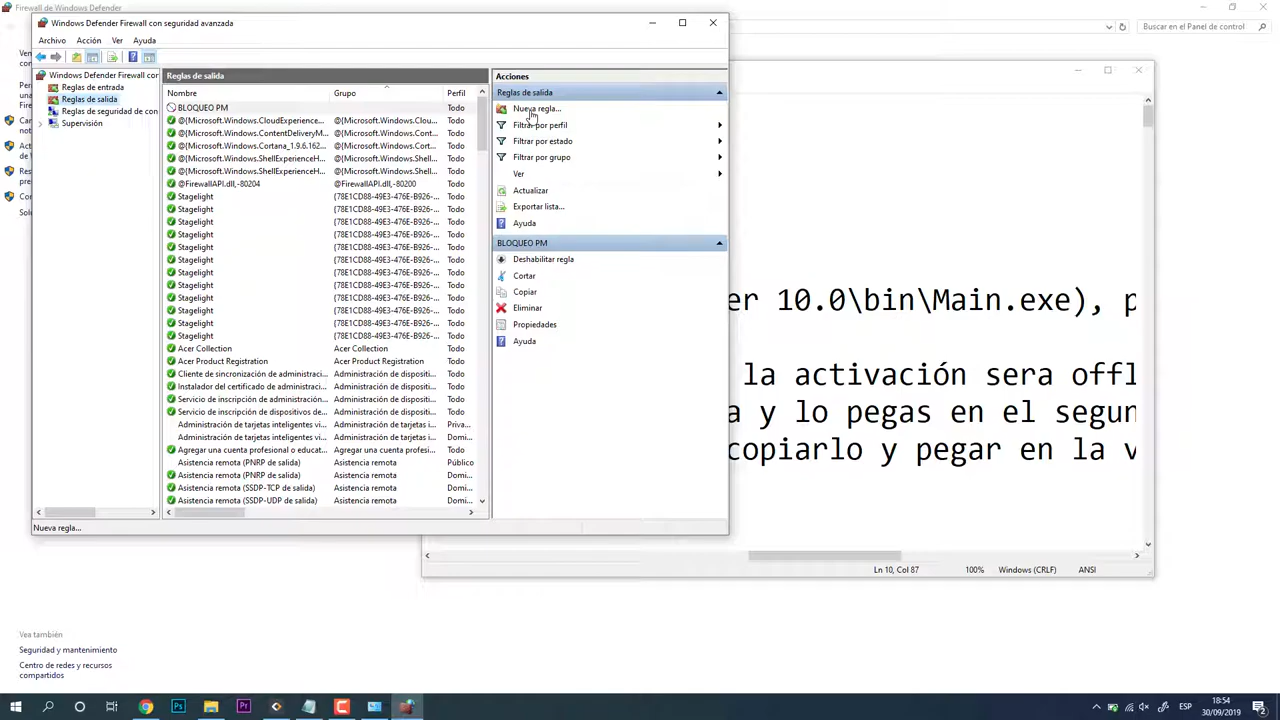 Firewall de Windows Defender
Buscar en el Panel de control
Windows Defender Firewall con seguridad avanzada
Archivo Acción Ver Ayuda
Windows Defender Firewall con
Reglas de entrada
Reglas de salida
Reglas de seguridad de con
Supervisión
Reglas de salida
Nombre Grupo Perfil
BLOQUEO PM Todo
@{Microsoft.Windows.CloudExperience... @{Microsoft.Windows.Clou... Todo
@{Microsoft.Windows.ContentDeliveryM... @{Microsoft.Windows.Cont... Todo
@{Microsoft.Windows.Cortana_1.9.6.162... @{Microsoft.Windows.Cort... Todo
@{Microsoft.Windows.ShellExperienceH... @{Microsoft.Windows.Shell... Todo
@{Microsoft.Windows.ShellExperienceH... @{Microsoft.Windows.Shell... Todo
@FirewallAPI.dll,-80204 @FirewallAPI.dll,-80200 Todo
Stagelight {78E1CD88-49E3-476E-B926-... Todo
Stagelight {78E1CD88-49E3-476E-B926-... Todo
Stagelight {78E1CD88-49E3-476E-B926-... Todo
Stagelight {78E1CD88-49E3-476E-B926-... Todo
Stagelight {78E1CD88-49E3-476E-B926-... Todo
Stagelight {78E1CD88-49E3-476E-B926-... Todo
Stagelight {78E1CD88-49E3-476E-B926-... Todo
Stagelight {78E1CD88-49E3-476E-B926-... Todo
Stagelight {78E1CD88-49E3-476E-B926-... Todo
Stagelight {78E1CD88-49E3-476E-B926-... Todo
Stagelight {78E1CD88-49E3-476E-B926-... Todo
Stagelight {78E1CD88-49E3-476E-B926-... Todo
Acer Collection Acer Collection Todo
Acer Product Registration Acer Product Registration Todo
Cliente de sincronización de administraci... Administración de dispositi... Todo
Instalador del certificado de administraci... Administración de dispositi... Todo
Servicio de inscripción de administración... Administración de dispositi... Todo
Servicio de inscripción de dispositivos de... Administración de dispositi... Todo
Administración de tarjetas inteligentes vi... Administración de tarjetas i... Priva...
Administración de tarjetas inteligentes vi... Administración de tarjetas i... Domi...
Agregar una cuenta profesional o educat... Agregar una cuenta profesi... Todo
Asistencia remota (PNRP de salida) Asistencia remota Público
Asistencia remota (PNRP de salida) Asistencia remota Domi...
Asistencia remota (SSDP-TCP de salida) Asistencia remota Domi...
Asistencia remota (SSDP-UDP de salida) Asistencia remota Domi...
Acciones
Reglas de salida
Nueva regla...
Filtrar por perfil
Filtrar por estado
Filtrar por grupo
Ver
Actualizar
Exportar lista...
Ayuda
BLOQUEO PM
Deshabilitar regla
Cortar
Copiar
Eliminar
Propiedades
Ayuda
Nueva regla...
er 10.0\bin\Main.exe), p
la activación sera offl
a y lo pegas en el segun
copiarlo y pegar en la v
Ln 10, Col 87 100% Windows (CRLF) ANSI
Vea también
Seguridad y mantenimiento
Centro de redes y recursos
compartidos
Ps
Pr
ESP
18:54
30/09/2019
2